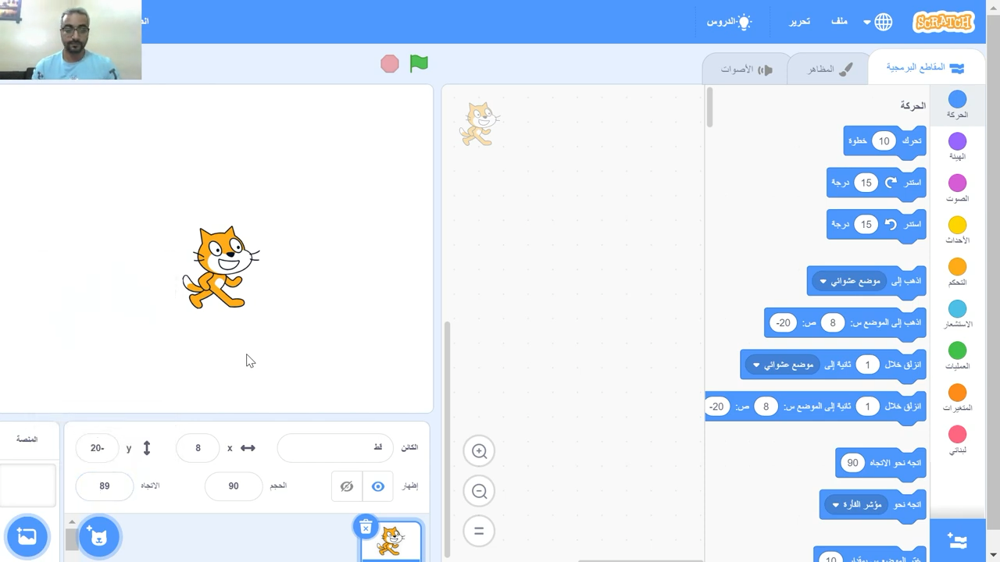 SCRATCH
ملف
تحرير
الدروس
المقاطع البرمجية
المظاهر
الأصوات
الحركة
الهيئة
الصوت
الأحداث
التحكم
الاستشعار
العمليات
المتغيرات
لبناتي
الحركة
تحرك 10 خطوة
استدر 15 درجة
استدر 15 درجة
اذهب إلى موضع عشوائي
اذهب إلى الموضع س: 8 ص: -20
انزلق خلال 1 ثانية إلى موضع عشوائي
انزلق خلال 1 ثانية إلى الموضع س: 8 ص: -20
اتجه نحو الاتجاه 90
اتجه نحو مؤشر الفأرة
الكائن قط x 8 y 20-
إظهار الحجم 90 الاتجاه 89
المنصة